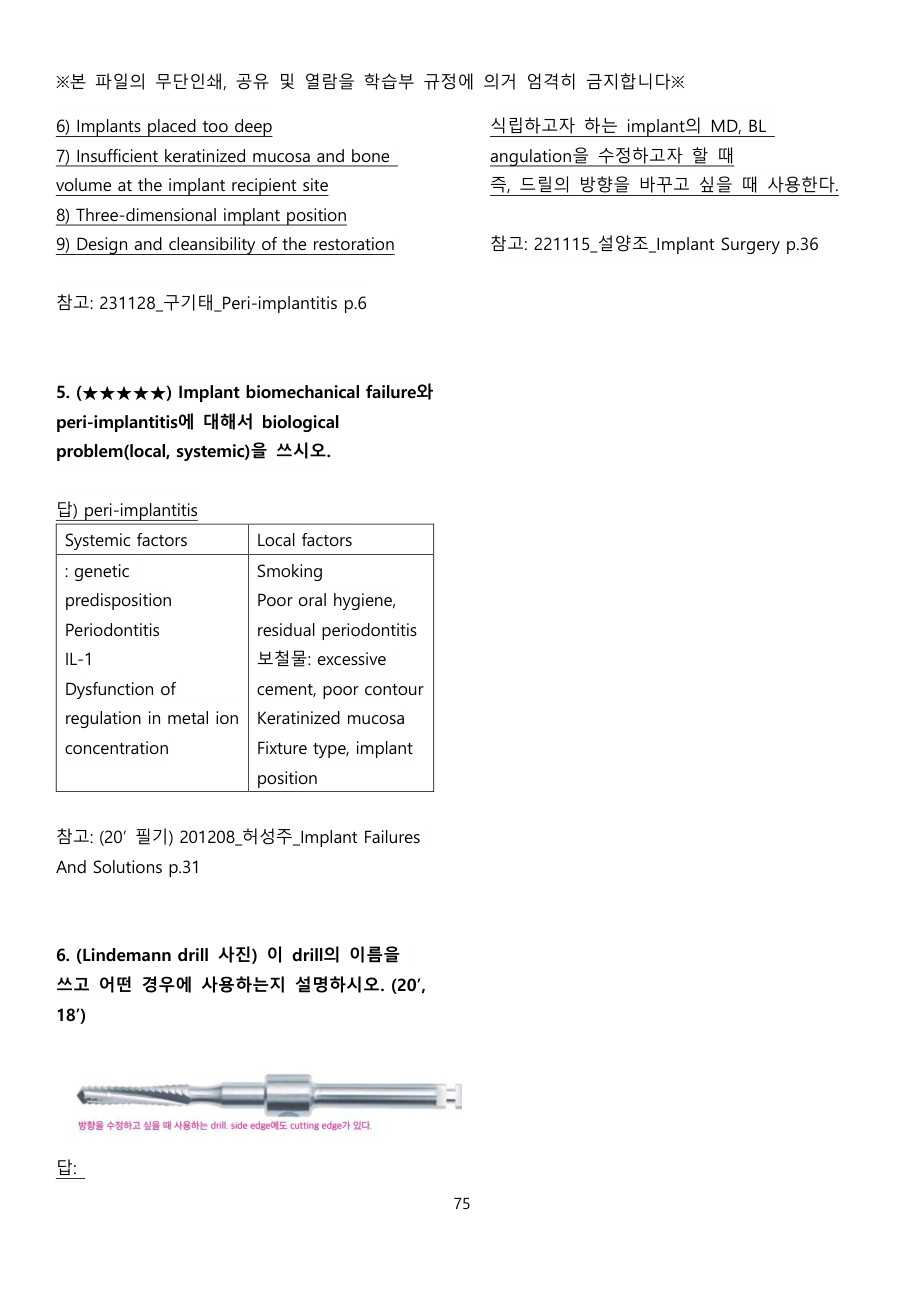 ※본 파일의 무단인쇄, 공유 및 열람을 학습부 규정에 의거 엄격히 금지합니다※
6) Implants placed too deep
7) Insufficient keratinized mucosa and bone
volume at the implant recipient site
8) Three-dimensional implant position
9) Design and cleansibility of the restoration
참고: 231128_구기태_Peri-implantitis p.6
5. (★★★★★) Implant biomechanical failure와
peri-implantitis에 대해서 biological
problem(local, systemic)을 쓰시오.
답) peri-implantitis
Systemic factors
: genetic
predisposition
Periodontitis
IL-1
Dysfunction of
regulation in metal ion
concentration
Local factors
Smoking
Poor oral hygiene,
residual periodontitis
보철물: excessive
cement, poor contour
Keratinized mucosa
Fixture type, implant
position
참고: (20’ 필기) 201208_허성주_Implant Failures
And Solutions p.31
6. (Lindemann drill 사진) 이 drill의 이름을
쓰고 어떤 경우에 사용하는지 설명하시오. (20’,
18’)
방향을 수정하고 싶을 때 사용하는 drill. side edge에도 cutting edge가 있다.
답:
식립하고자 하는 implant의 MD, BL
angulation을 수정하고자 할 때
즉, 드릴의 방향을 바꾸고 싶을 때 사용한다.
참고: 221115_설양조_Implant Surgery p.36
75